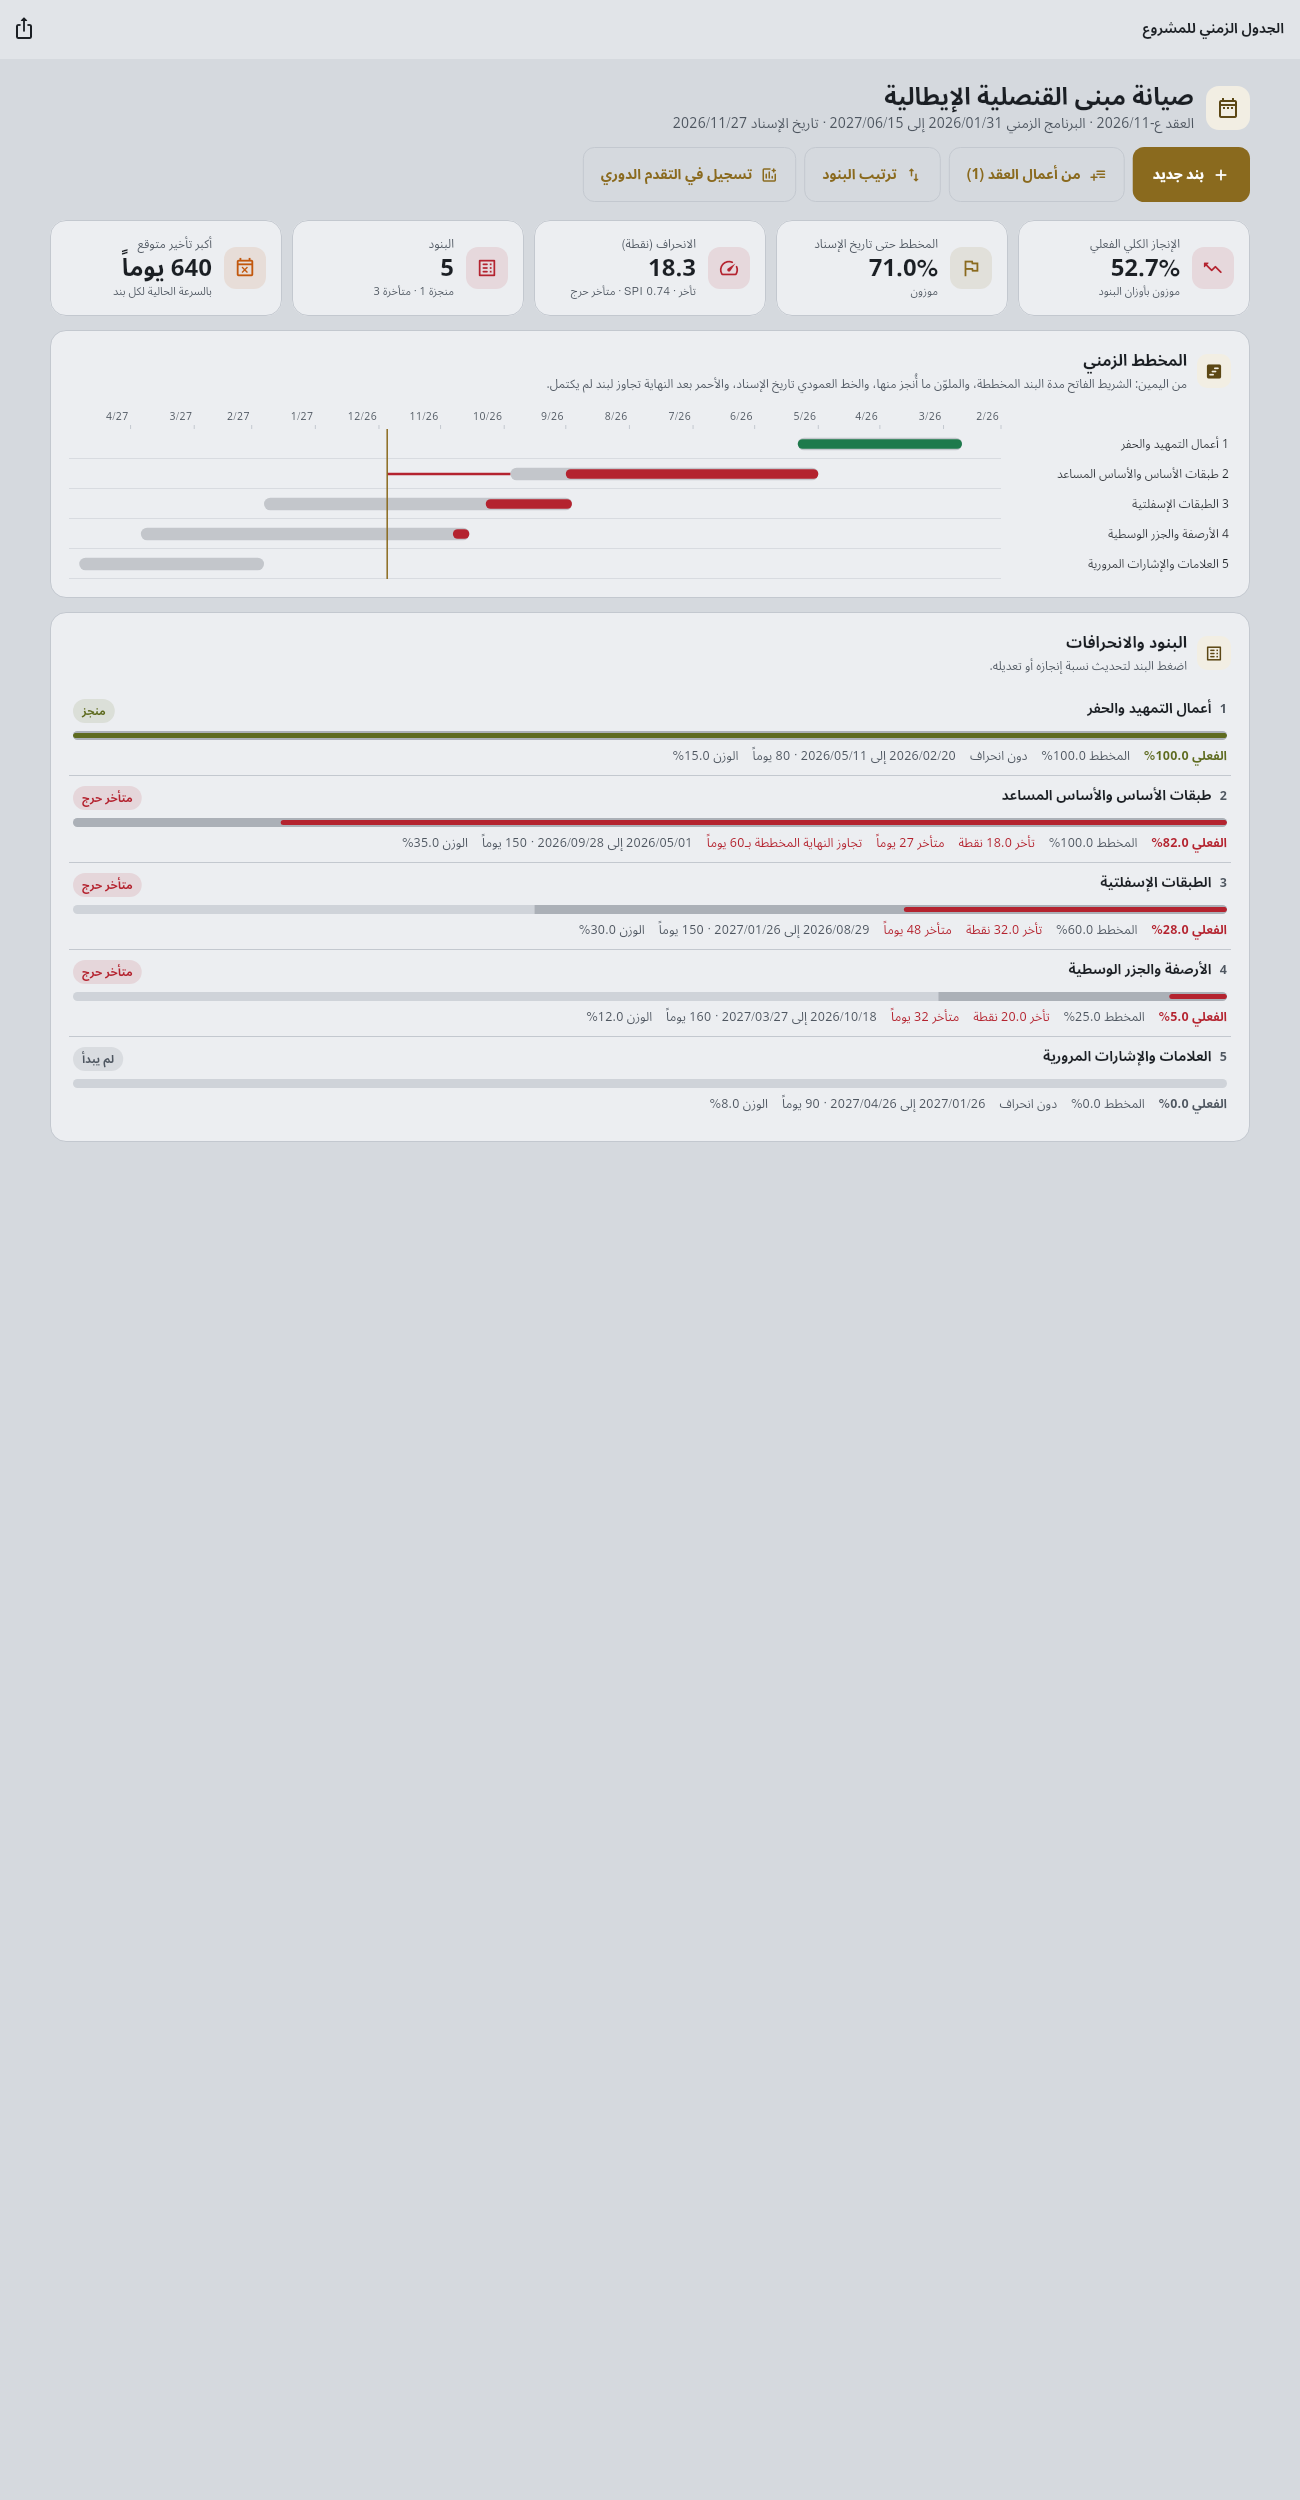 الجدول الزمني للمشروع
صيانة مبنى القنصلية الإيطالية
العقد ع-2026/11 · البرنامج الزمني 2026/01/31 إلى 2027/06/15 · تاريخ الإسناد 2026/11/27
بند جديد
من أعمال العقد (1)
ترتيب البنود
تسجيل في التقدم الدوري
الإنجاز الكلي الفعلي
52.7%
موزون بأوزان البنود
المخطط حتى تاريخ الإسناد
71.0%
موزون
الانحراف (نقطة)
18.3
تأخر · SPI 0.74 · متأخر حرج
البنود
5
منجزة 1 · متأخرة 3
أكبر تأخير متوقع
640 يوماً
بالسرعة الحالية لكل بند
المخطط الزمني
من اليمين: الشريط الفاتح مدة البند المخططة، والملوّن ما أُنجز منها، والخط العمودي تاريخ الإسناد، والأحمر بعد النهاية تجاوز لبند لم يكتمل.
2/26 3/26 4/26 5/26 6/26 7/26 8/26 9/26 10/26 11/26 12/26 1/27 2/27 3/27 4/27
1 أعمال التمهيد والحفر
2 طبقات الأساس والأساس المساعد
3 الطبقات الإسفلتية
4 الأرصفة والجزر الوسطية
5 العلامات والإشارات المرورية
البنود والانحرافات
اضغط البند لتحديث نسبة إنجازه أو تعديله.
1 أعمال التمهيد والحفر منجز
الفعلي 100.0% المخطط 100.0% دون انحراف 2026/02/20 إلى 2026/05/11 · 80 يوماً الوزن 15.0%
2 طبقات الأساس والأساس المساعد متأخر حرج
الفعلي 82.0% المخطط 100.0% تأخر 18.0 نقطة متأخر 27 يوماً تجاوز النهاية المخططة بـ60 يوماً 2026/05/01 إلى 2026/09/28 · 150 يوماً الوزن 35.0%
3 الطبقات الإسفلتية متأخر حرج
الفعلي 28.0% المخطط 60.0% تأخر 32.0 نقطة متأخر 48 يوماً 2026/08/29 إلى 2027/01/26 · 150 يوماً الوزن 30.0%
4 الأرصفة والجزر الوسطية متأخر حرج
الفعلي 5.0% المخطط 25.0% تأخر 20.0 نقطة متأخر 32 يوماً 2026/10/18 إلى 2027/03/27 · 160 يوماً الوزن 12.0%
5 العلامات والإشارات المرورية لم يبدأ
الفعلي 0.0% المخطط 0.0% دون انحراف 2027/01/26 إلى 2027/04/26 · 90 يوماً الوزن 8.0%